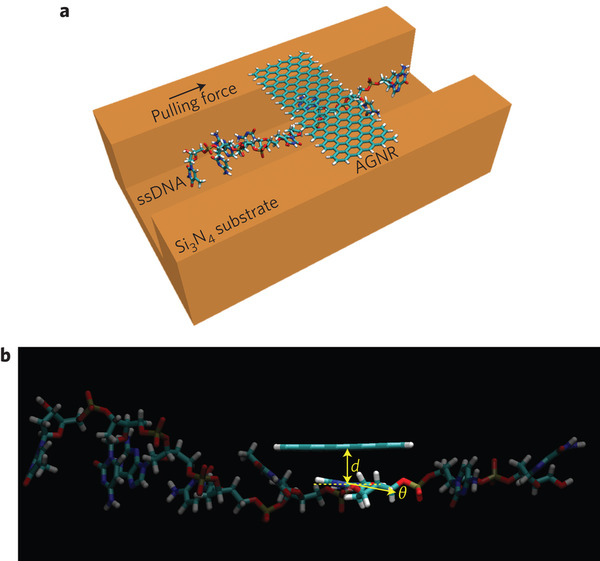 a
Pulling force
ssDNA
AGNR
Si₃N₄ substrate
b
d
θ